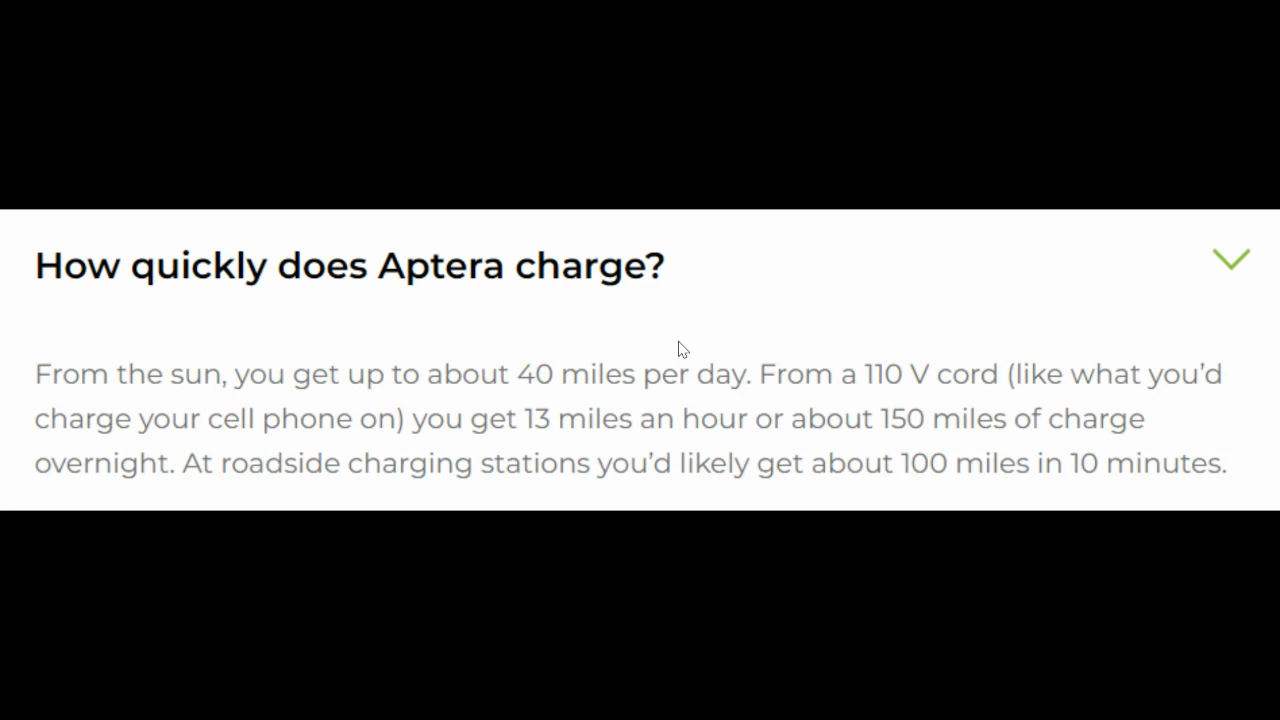 How quickly does Aptera charge?
From the sun, you get up to about 40 miles per day. From a 110 V cord (like what you’d
charge your cell phone on) you get 13 miles an hour or about 150 miles of charge
overnight. At roadside charging stations you’d likely get about 100 miles in 10 minutes.